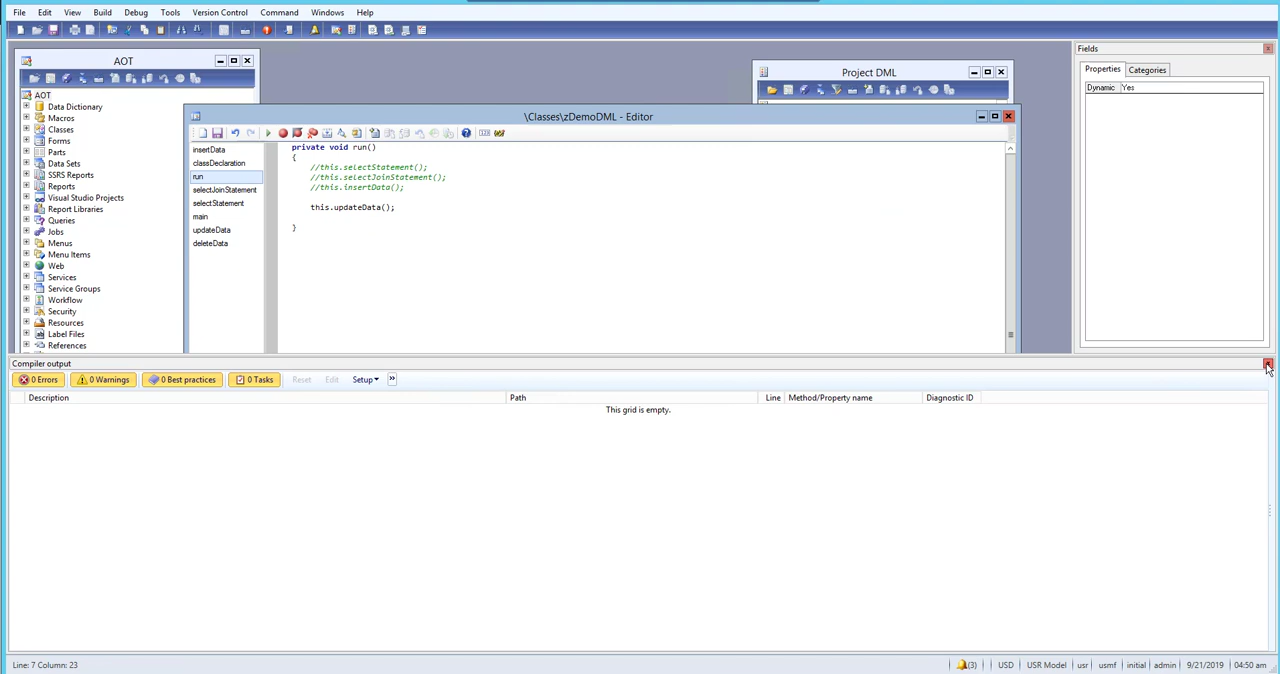 File Edit View Build Debug Tools Version Control Command Windows Help
AOT
AOT
Data Dictionary
Macros
Classes
Forms
Parts
Data Sets
SSRS Reports
Reports
Visual Studio Projects
Report Libraries
Queries
Jobs
Menus
Menu Items
Web
Services
Service Groups
Workflow
Security
Resources
Label Files
References
Project DML
\Classes\zDemoDML - Editor
insertData
classDeclaration
run
selectJoinStatement
selectStatement
main
updateData
deleteData
private void run()
{
//this.selectStatement();
//this.selectJoinStatement();
//this.insertData();
this.updateData();
}
Fields
Properties Categories
Dynamic Yes
Compiler output
0 Errors 0 Warnings 0 Best practices 0 Tasks Reset Edit Setup
Description Path Line Method/Property name Diagnostic ID
This grid is empty.
Line: 7 Column: 23 (3) USD USR Model usr usmf initial admin 9/21/2019 04:50 am